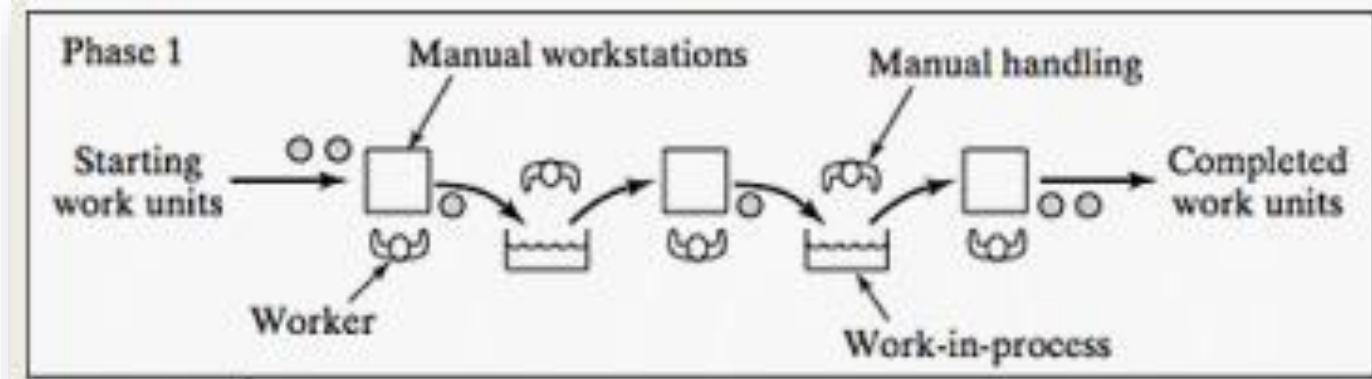 Phase 1
Manual workstations
Manual handling
Starting
work units
Completed
work units
Worker
Work-in-process